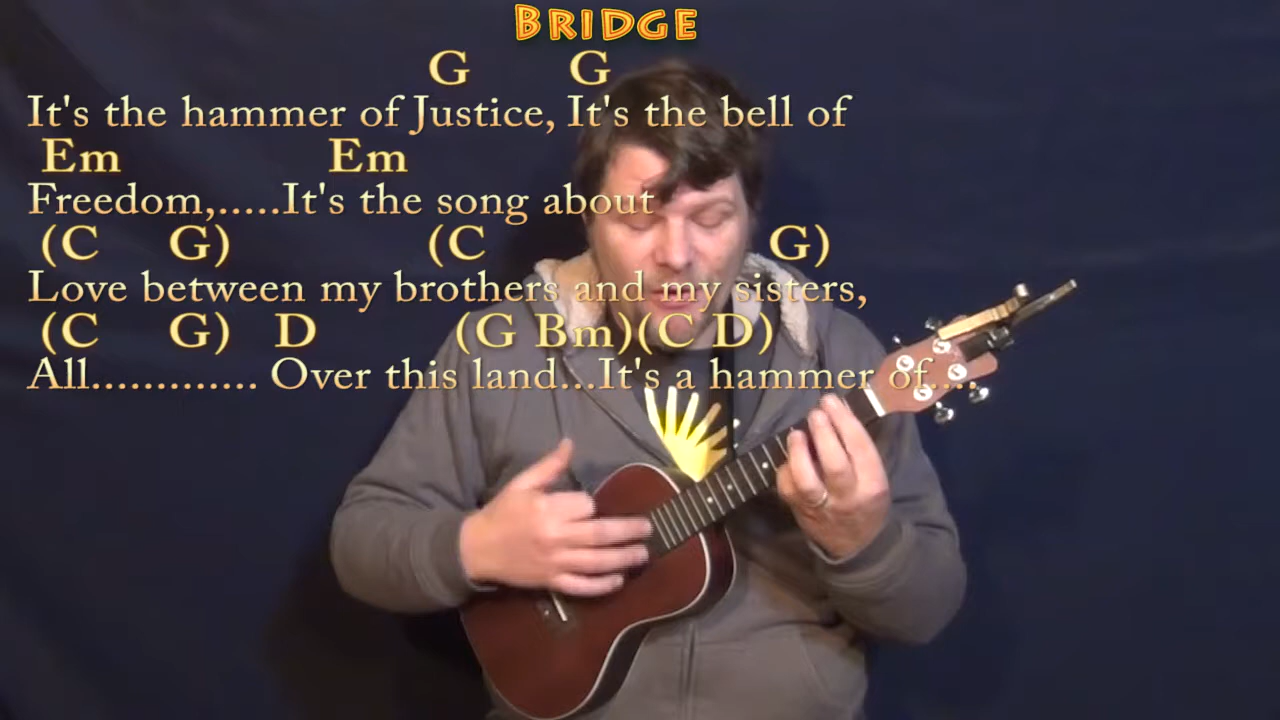 BRIDGE
G G
It's the hammer of Justice, It's the bell of
Em Em
Freedom,.....It's the song about
(C G) (C G)
Love between my brothers and my sisters,
(C G) D (G Bm)(C D)
All............. Over this land...It's a hammer of....